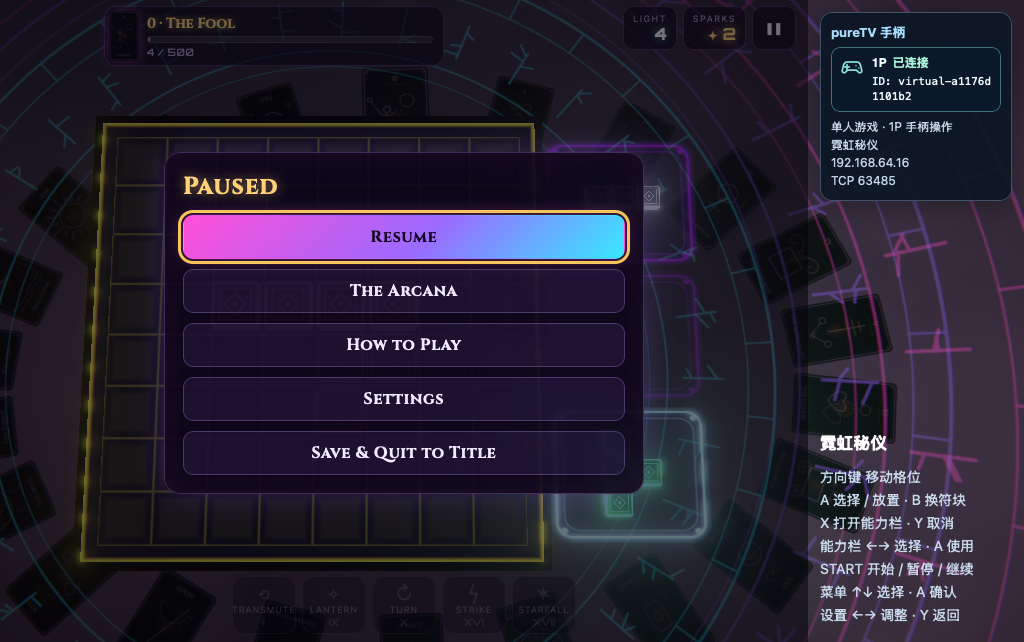 0 · The Fool
4 / 500
LIGHT
4
SPARKS
2
Paused
Resume
The Arcana
How to Play
Settings
Save & Quit to Title
TRANSMUTE
I
LANTERN
IX
TURN
X
STRIKE
XVI
STARFALL
XVII
pureTV 手柄
1P 已连接
ID: virtual-a1176d
1101b2
单人游戏 · 1P 手柄操作
霓虹秘仪
192.168.64.16
TCP 63485
霓虹秘仪
方向键 移动格位
A 选择 / 放置 · B 换符块
X 打开能力栏 · Y 取消
能力栏 ←→ 选择 · A 使用
START 开始 / 暂停 / 继续
菜单 ↑↓ 选择 · A 确认
设置 ←→ 调整 · Y 返回